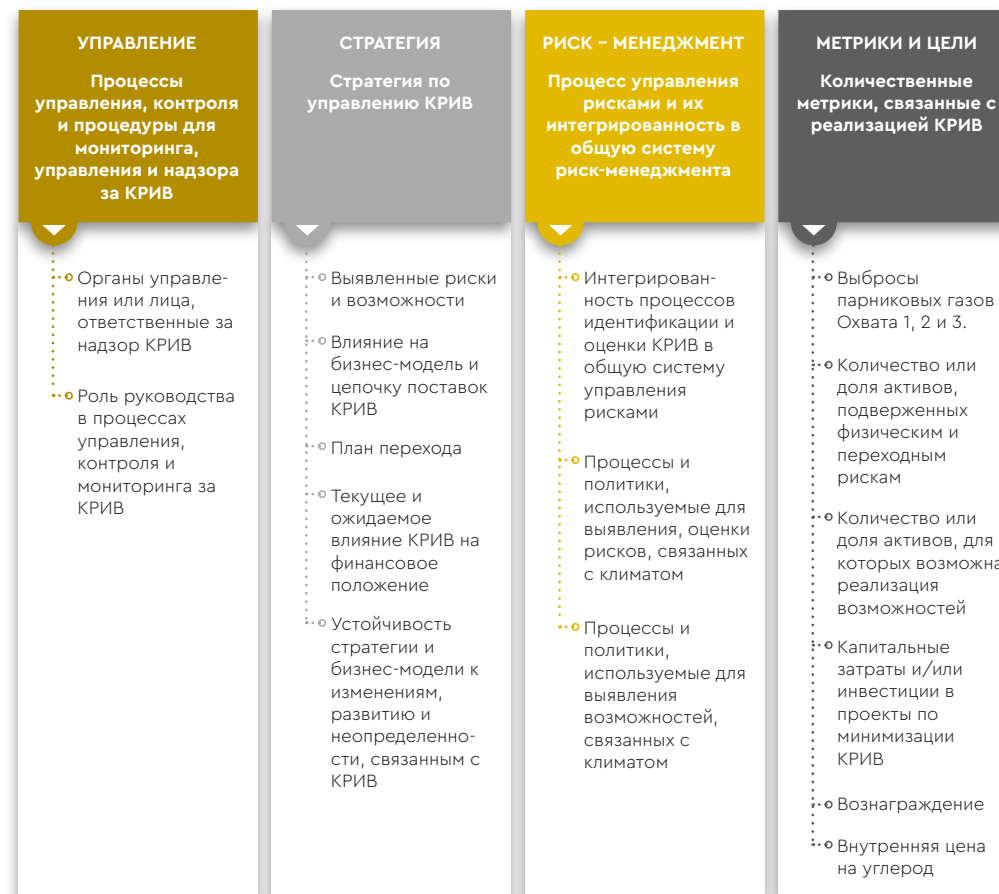 УПРАВЛЕНИЕ
Процессы
управления, контроля
и процедуры для
мониторинга,
управления и надзора
за КРИВ
Органы управле-
ния или лица,
ответственные за
надзор КРИВ
Роль руководства
в процессах
управления,
контроля и
мониторинга за
КРИВ
СТРАТЕГИЯ
Стратегия по
управлению КРИВ
Выявленные риски
и возможности
Влияние на
бизнес-модель и
цепочку поставок
КРИВ
План перехода
Текущее и
ожидаемое
влияние КРИВ на
финансовое
положение
Устойчивость
стратегии и
бизнес-модели к
изменениям,
развитию и
неопределенно-
сти, связанным с
КРИВ
РИСК – МЕНЕДЖМЕНТ
Процесс управления
рисками и их
интегрированность в
общую систему
риск-менеджмента
Интегрирован-
ность процессов
идентификации и
оценки КРИВ в
общую систему
управления
рисками
Процессы и
политики,
используемые для
выявления, оценки
рисков, связанных
с климатом
Процессы и
политики,
используемые для
выявления
возможностей,
связанных с
климатом
МЕТРИКИ И ЦЕЛИ
Количественные
метрики, связанные с
реализацией КРИВ
Выбросы
парниковых газов
Охвата 1, 2 и 3.
Количество или
доля активов,
подверженных
физическим и
переходным
рискам
Количество или
доля активов, для
которых возможна
реализация
возможностей
Капитальные
затраты и/или
инвестиции в
проекты по
минимизации
КРИВ
Вознаграждение
Внутренняя цена
на углерод